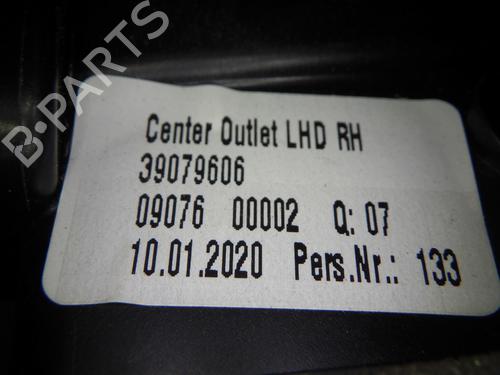 Center Outlet LHD RH
39079606
09076 00002 Q: 07
10.01.2020 Pers.Nr.: 133
B-PARTS